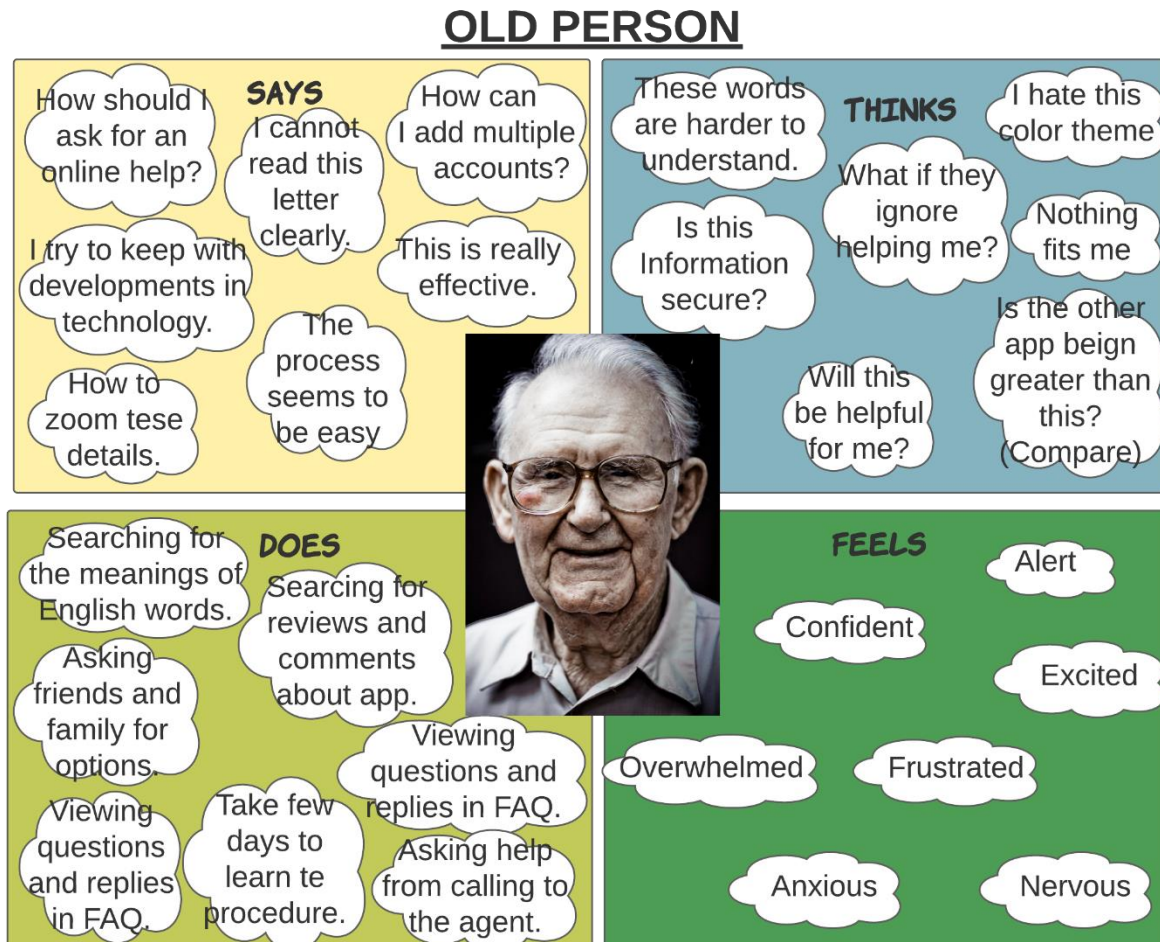 OLD PERSON
SAYS
How should I
ask for an
online help?
I cannot
read this
letter
clearly.
How can
I add multiple
accounts?
I try to keep with
developments in
technology.
This is really
effective.
The
process
seems to
be easy
How to
zoom tese
details.
THINKS
These words
are harder to
understand.
What if they
ignore
helping me?
I hate this
color theme
Is this
Information
secure?
Nothing
fits me
Will this
be helpful
for me?
Is the other
app beign
greater than
this?
(Compare)
DOES
Searching for
the meanings of
English words.
Searcing for
reviews and
comments
about app.
Asking
friends and
family for
options.
Viewing
questions and
replies in FAQ.
Viewing
questions
and replies
in FAQ.
Take few
days to
learn te
procedure.
Asking help
from calling to
the agent.
FEELS
Alert
Confident
Excited
Overwhelmed
Frustrated
Anxious
Nervous